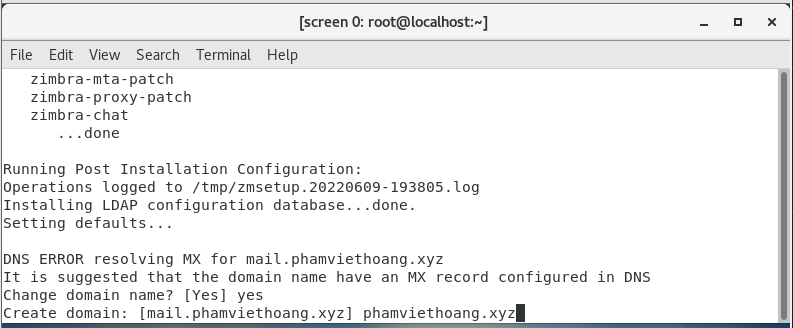 [screen 0: root@localhost:~]
File Edit View Search Terminal Help
zimbra-mta-patch
zimbra-proxy-patch
zimbra-chat
...done
Running Post Installation Configuration:
Operations logged to /tmp/zmsetup.20220609-193805.log
Installing LDAP configuration database...done.
Setting defaults...
DNS ERROR resolving MX for mail.phamviethoang.xyz
It is suggested that the domain name have an MX record configured in DNS
Change domain name? [Yes] yes
Create domain: [mail.phamviethoang.xyz] phamviethoang.xyz